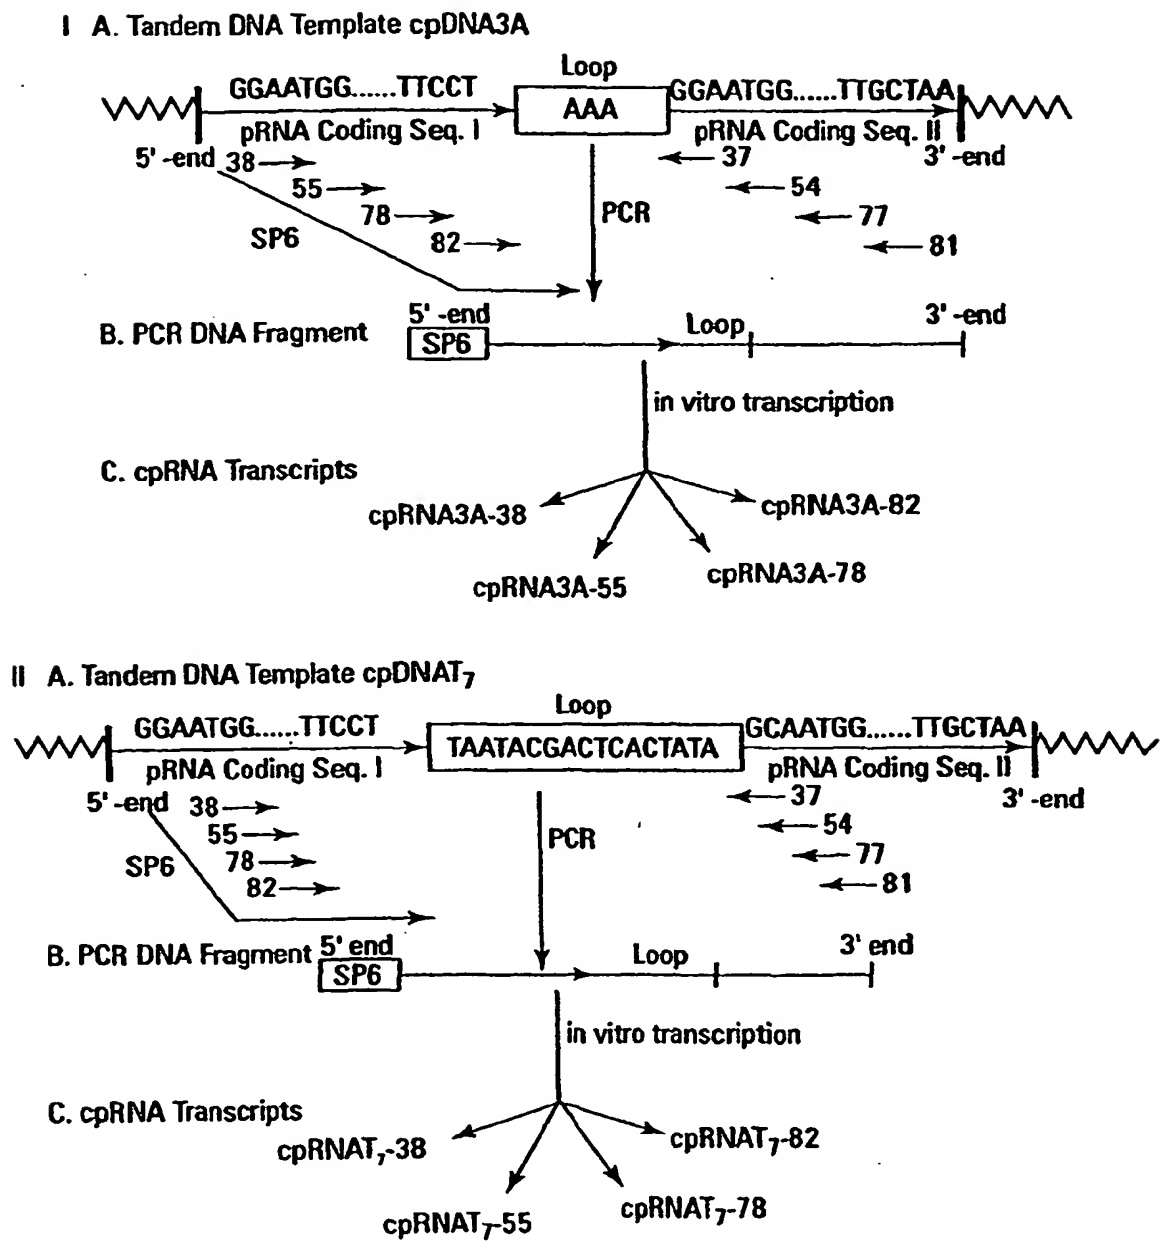 I A. Tandem DNA Template cpDNA3A
Loop
GGAATGG......TTCCT
AAA
GGAATGG......TTGCTAA
pRNA Coding Seq. I
pRNA Coding Seq. II
5' -end
3' -end
38
37
55
54
78
77
82
81
SP6
PCR
B. PCR DNA Fragment
5' -end
SP6
Loop
3' -end
in vitro transcription
C. cpRNA Transcripts
cpRNA3A-38
cpRNA3A-82
cpRNA3A-55
cpRNA3A-78
II A. Tandem DNA Template cpDNAT7
Loop
GGAATGG......TTCCT
TAATACGACTCACTATA
GCAATGG......TTGCTAA
pRNA Coding Seq. I
pRNA Coding Seq. II
5' -end
3' -end
38
37
55
54
78
77
82
81
SP6
PCR
B. PCR DNA Fragment
5' end
SP6
Loop
3' end
in vitro transcription
C. cpRNA Transcripts
cpRNAT7-38
cpRNAT7-82
cpRNAT7-55
cpRNAT7-78